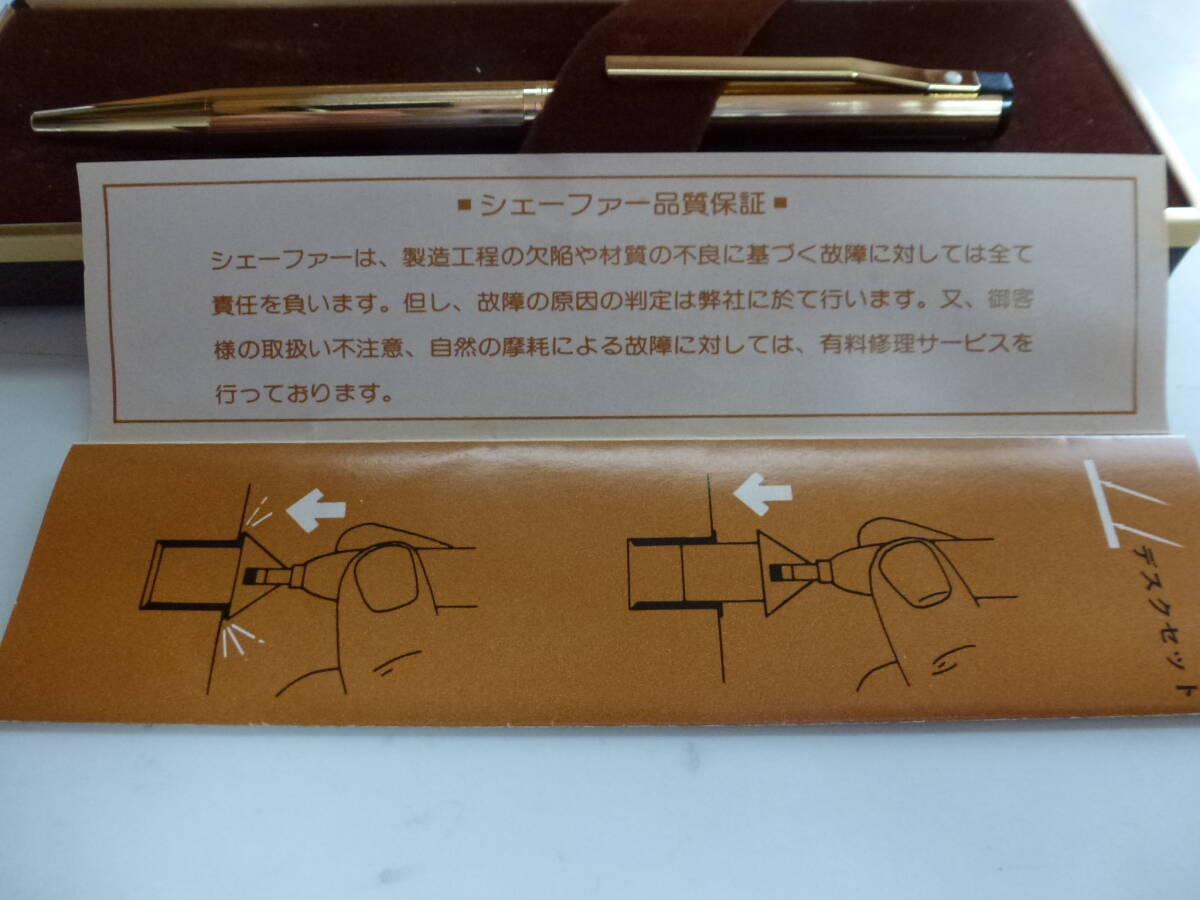 ■シェーファー品質保証■
シェーファーは、製造工程の欠陥や材質の不良に基づく故障に対しては全て
責任を負います。但し、故障の原因の判定は弊社に於て行います。又、御客
様の取扱い不注意、自然の摩耗による故障に対しては、有料修理サービスを
行っております。
デスクセット